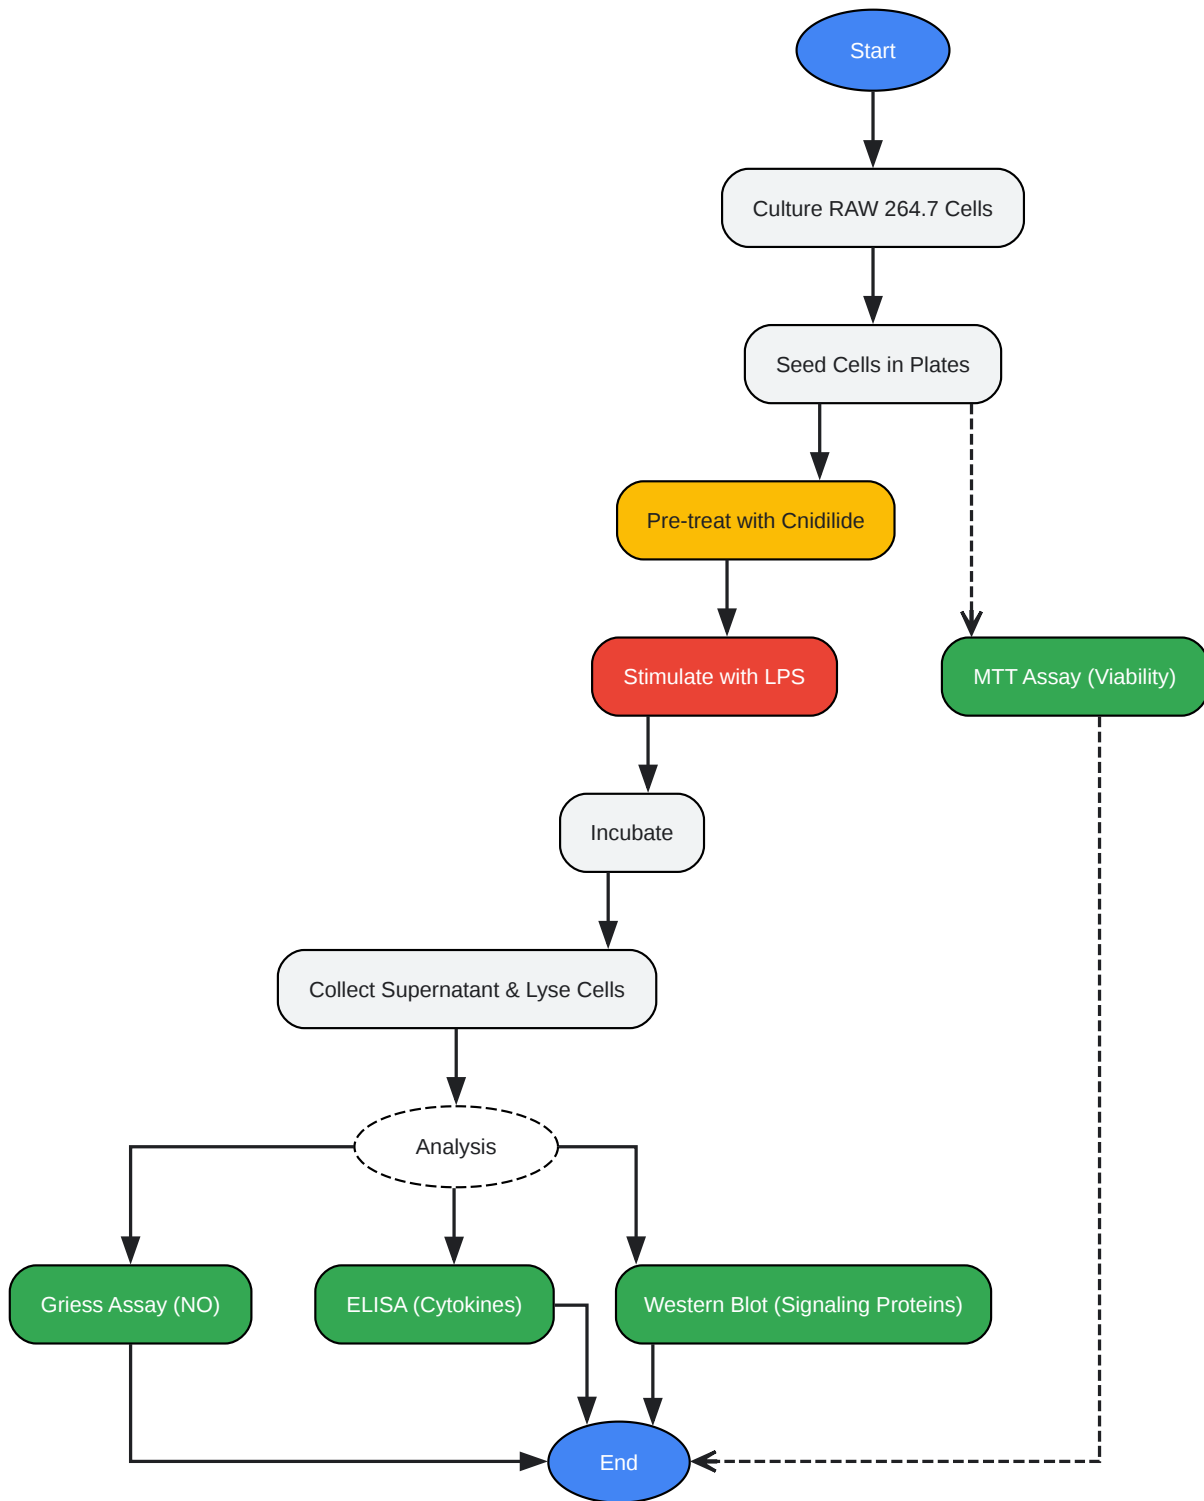 Start
Culture RAW 264.7 Cells
Seed Cells in Plates
Pre-treat with Cnidilide
Stimulate with LPS
MTT Assay (Viability)
Incubate
Collect Supernatant & Lyse Cells
Analysis
Griess Assay (NO)
ELISA (Cytokines)
Western Blot (Signaling Proteins)
End